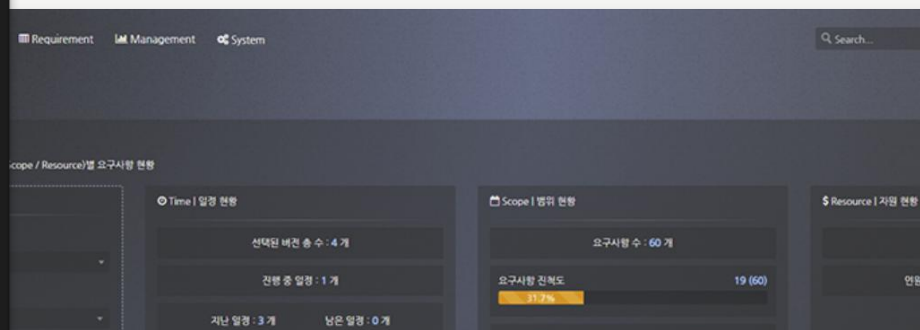 Requirement Management System Search...
cope / Resource)별 요구사항 현황
Time | 일정 현황
선택된 버전 총 수 : 4 개
진행 중 일정 : 1 개
지난 일정 : 3 개 남은 일정 : 0 개
Scope | 범위 현황
요구사항 수 : 60 개
요구사항 진척도 19 (60)
31.7%
$ Resource | 자원 현황
인원